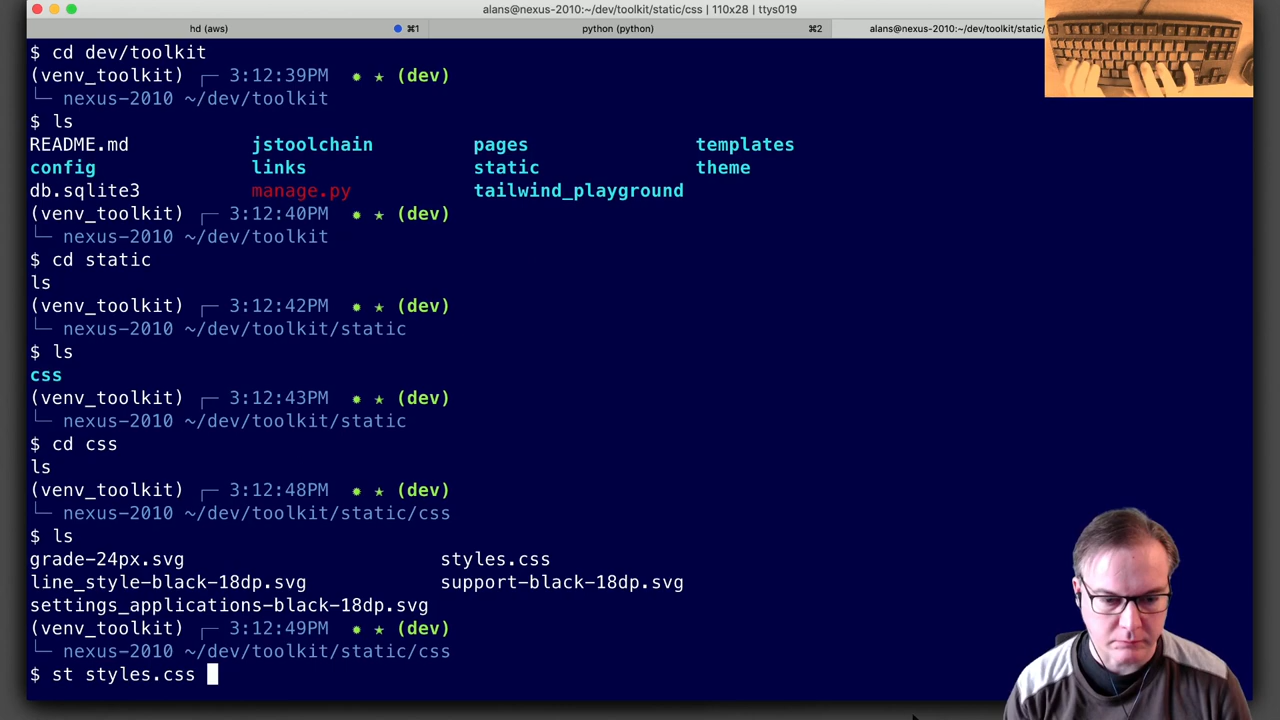 alans@nexus-2010:~/dev/toolkit/static/css | 110x28 | ttys019
hd (aws) ⌘1 python (python) ⌘2 alans@nexus-2010:~/dev/toolkit/static/
$ cd dev/toolkit
(venv_toolkit) ┌─ 3:12:39PM ✹ ★ (dev)
└─ nexus-2010 ~/dev/toolkit
$ ls
README.md jstoolchain pages templates
config links static theme
db.sqlite3 manage.py tailwind_playground
(venv_toolkit) ┌─ 3:12:40PM ✹ ★ (dev)
└─ nexus-2010 ~/dev/toolkit
$ cd static
ls
(venv_toolkit) ┌─ 3:12:42PM ✹ ★ (dev)
└─ nexus-2010 ~/dev/toolkit/static
$ ls
css
(venv_toolkit) ┌─ 3:12:43PM ✹ ★ (dev)
└─ nexus-2010 ~/dev/toolkit/static
$ cd css
ls
(venv_toolkit) ┌─ 3:12:48PM ✹ ★ (dev)
└─ nexus-2010 ~/dev/toolkit/static/css
$ ls
grade-24px.svg styles.css
line_style-black-18dp.svg support-black-18dp.svg
settings_applications-black-18dp.svg
(venv_toolkit) ┌─ 3:12:49PM ✹ ★ (dev)
└─ nexus-2010 ~/dev/toolkit/static/css
$ st styles.css